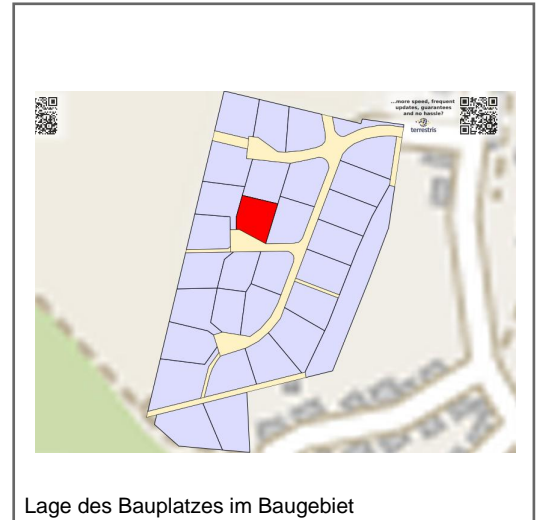 ...more speed, frequent
updates, guarantees
and no hassle?
terrestris
Lage des Bauplatzes im Baugebiet